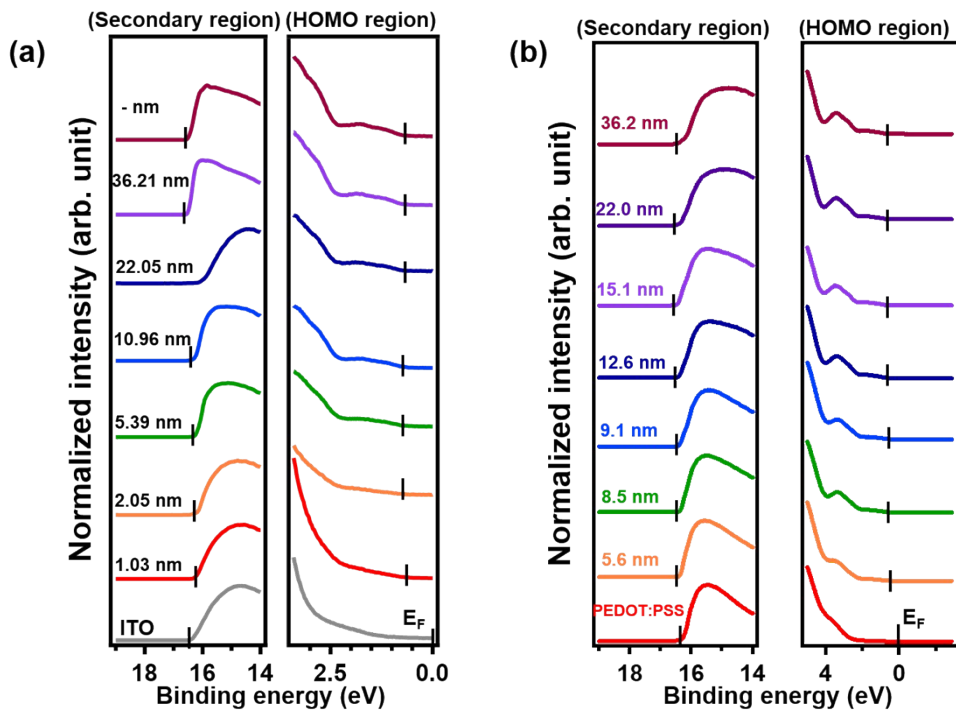 (a)
(Secondary region) (HOMO region)
Normalized intensity (arb. unit)
- nm
36.21 nm
22.05 nm
10.96 nm
5.39 nm
2.05 nm
1.03 nm
ITO
E_F
18 16 14 2.5 0.0
Binding energy (eV) Binding energy (eV)
(b)
(Secondary region) (HOMO region)
Normalized intensity (arb. unit)
36.2 nm
22.0 nm
15.1 nm
12.6 nm
9.1 nm
8.5 nm
5.6 nm
PEDOT:PSS
E_F
18 16 14 4 0
Binding energy (eV) Binding energy (eV)